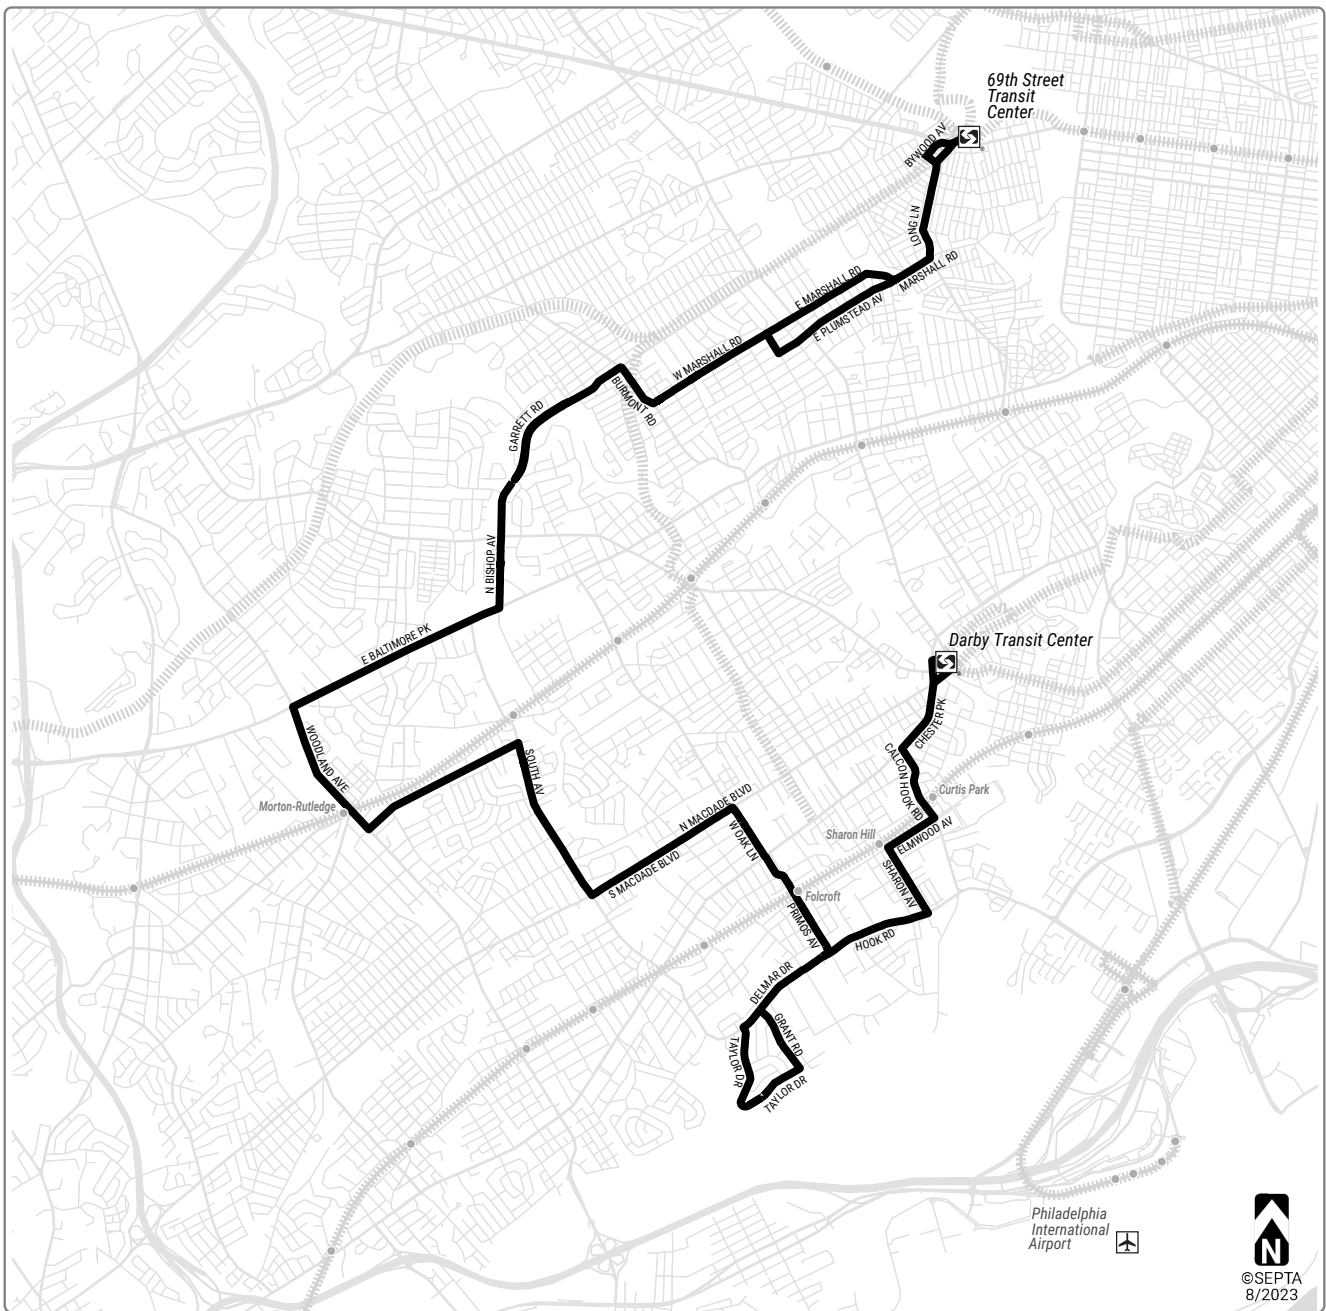 69th Street
Transit
Center
BYWOOD AV
LONG LN
MARSHALL RD
E MARSHALL RD
E PLUMSTEAD AV
W MARSHALL RD
BURMONT RD
GARRETT RD
N BISHOP AV
E BALTIMORE PK
Darby Transit Center
CHESTER PK
CALCON HOOK RD
WOODLAND AVE
SOUTH AV
Morton-Rutledge
N MACDADE BLVD
Curtis Park
Sharon Hill
ELMWOOD AV
W OAK LN
S MACDADE BLVD
SHARON AV
Folcroft
PRIMOS AV
HOOK RD
DELMAR DR
GRANT RD
TAYLOR DR
TAYLOR DR
Philadelphia
International
Airport
N
©SEPTA
8/2023